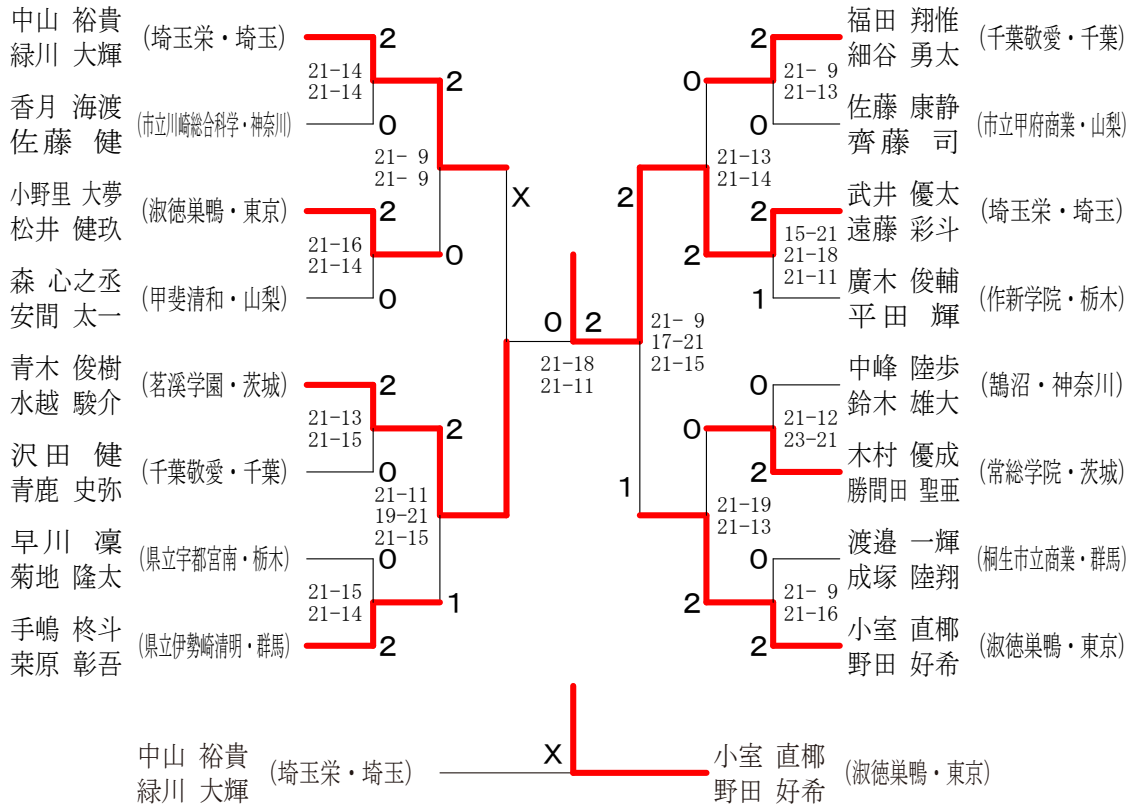 中山 裕貴
緑川 大輝
(埼玉栄・埼玉)
2
21-14
21-14
香月 海渡
佐藤 健
(市立川崎総合科学・神奈川)
0
2
21- 9
21- 9
小野里 大夢
松井 健玖
(淑徳巣鴨・東京)
2
21-16
21-14
0
森 心之丞
安間 太一
(甲斐清和・山梨)
0
X
青木 俊樹
水越 駿介
(茗溪学園・茨城)
2
21-13
21-15
2
沢田 健
青鹿 史弥
(千葉敬愛・千葉)
0
21-11
19-21
21-15
早川 凜
菊地 隆太
(県立宇都宮南・栃木)
0
21-15
21-14
1
手嶋 柊斗
桒原 彰吾
(県立伊勢崎清明・群馬)
2
0 2
21-18
21-11
福田 翔惟
細谷 勇太
(千葉敬愛・千葉)
2
0
21- 9
21-13
佐藤 康静
齊藤 司
(市立甲府商業・山梨)
0
21-13
21-14
2
武井 優太
遠藤 彩斗
(埼玉栄・埼玉)
2
2
15-21
21-18
21-11
廣木 俊輔
平田 輝
(作新学院・栃木)
1
21- 9
17-21
21-15
中峰 陸歩
鈴木 雄大
(鵠沼・神奈川)
0
0
21-12
23-21
木村 優成
勝間田 聖亜
(常総学院・茨城)
2
1
21-19
21-13
渡邉 一輝
成塚 陸翔
(桐生市立商業・群馬)
0
2
21- 9
21-16
小室 直梛
野田 好希
(淑徳巣鴨・東京)
2
中山 裕貴
緑川 大輝
(埼玉栄・埼玉)
X
小室 直梛
野田 好希
(淑徳巣鴨・東京)